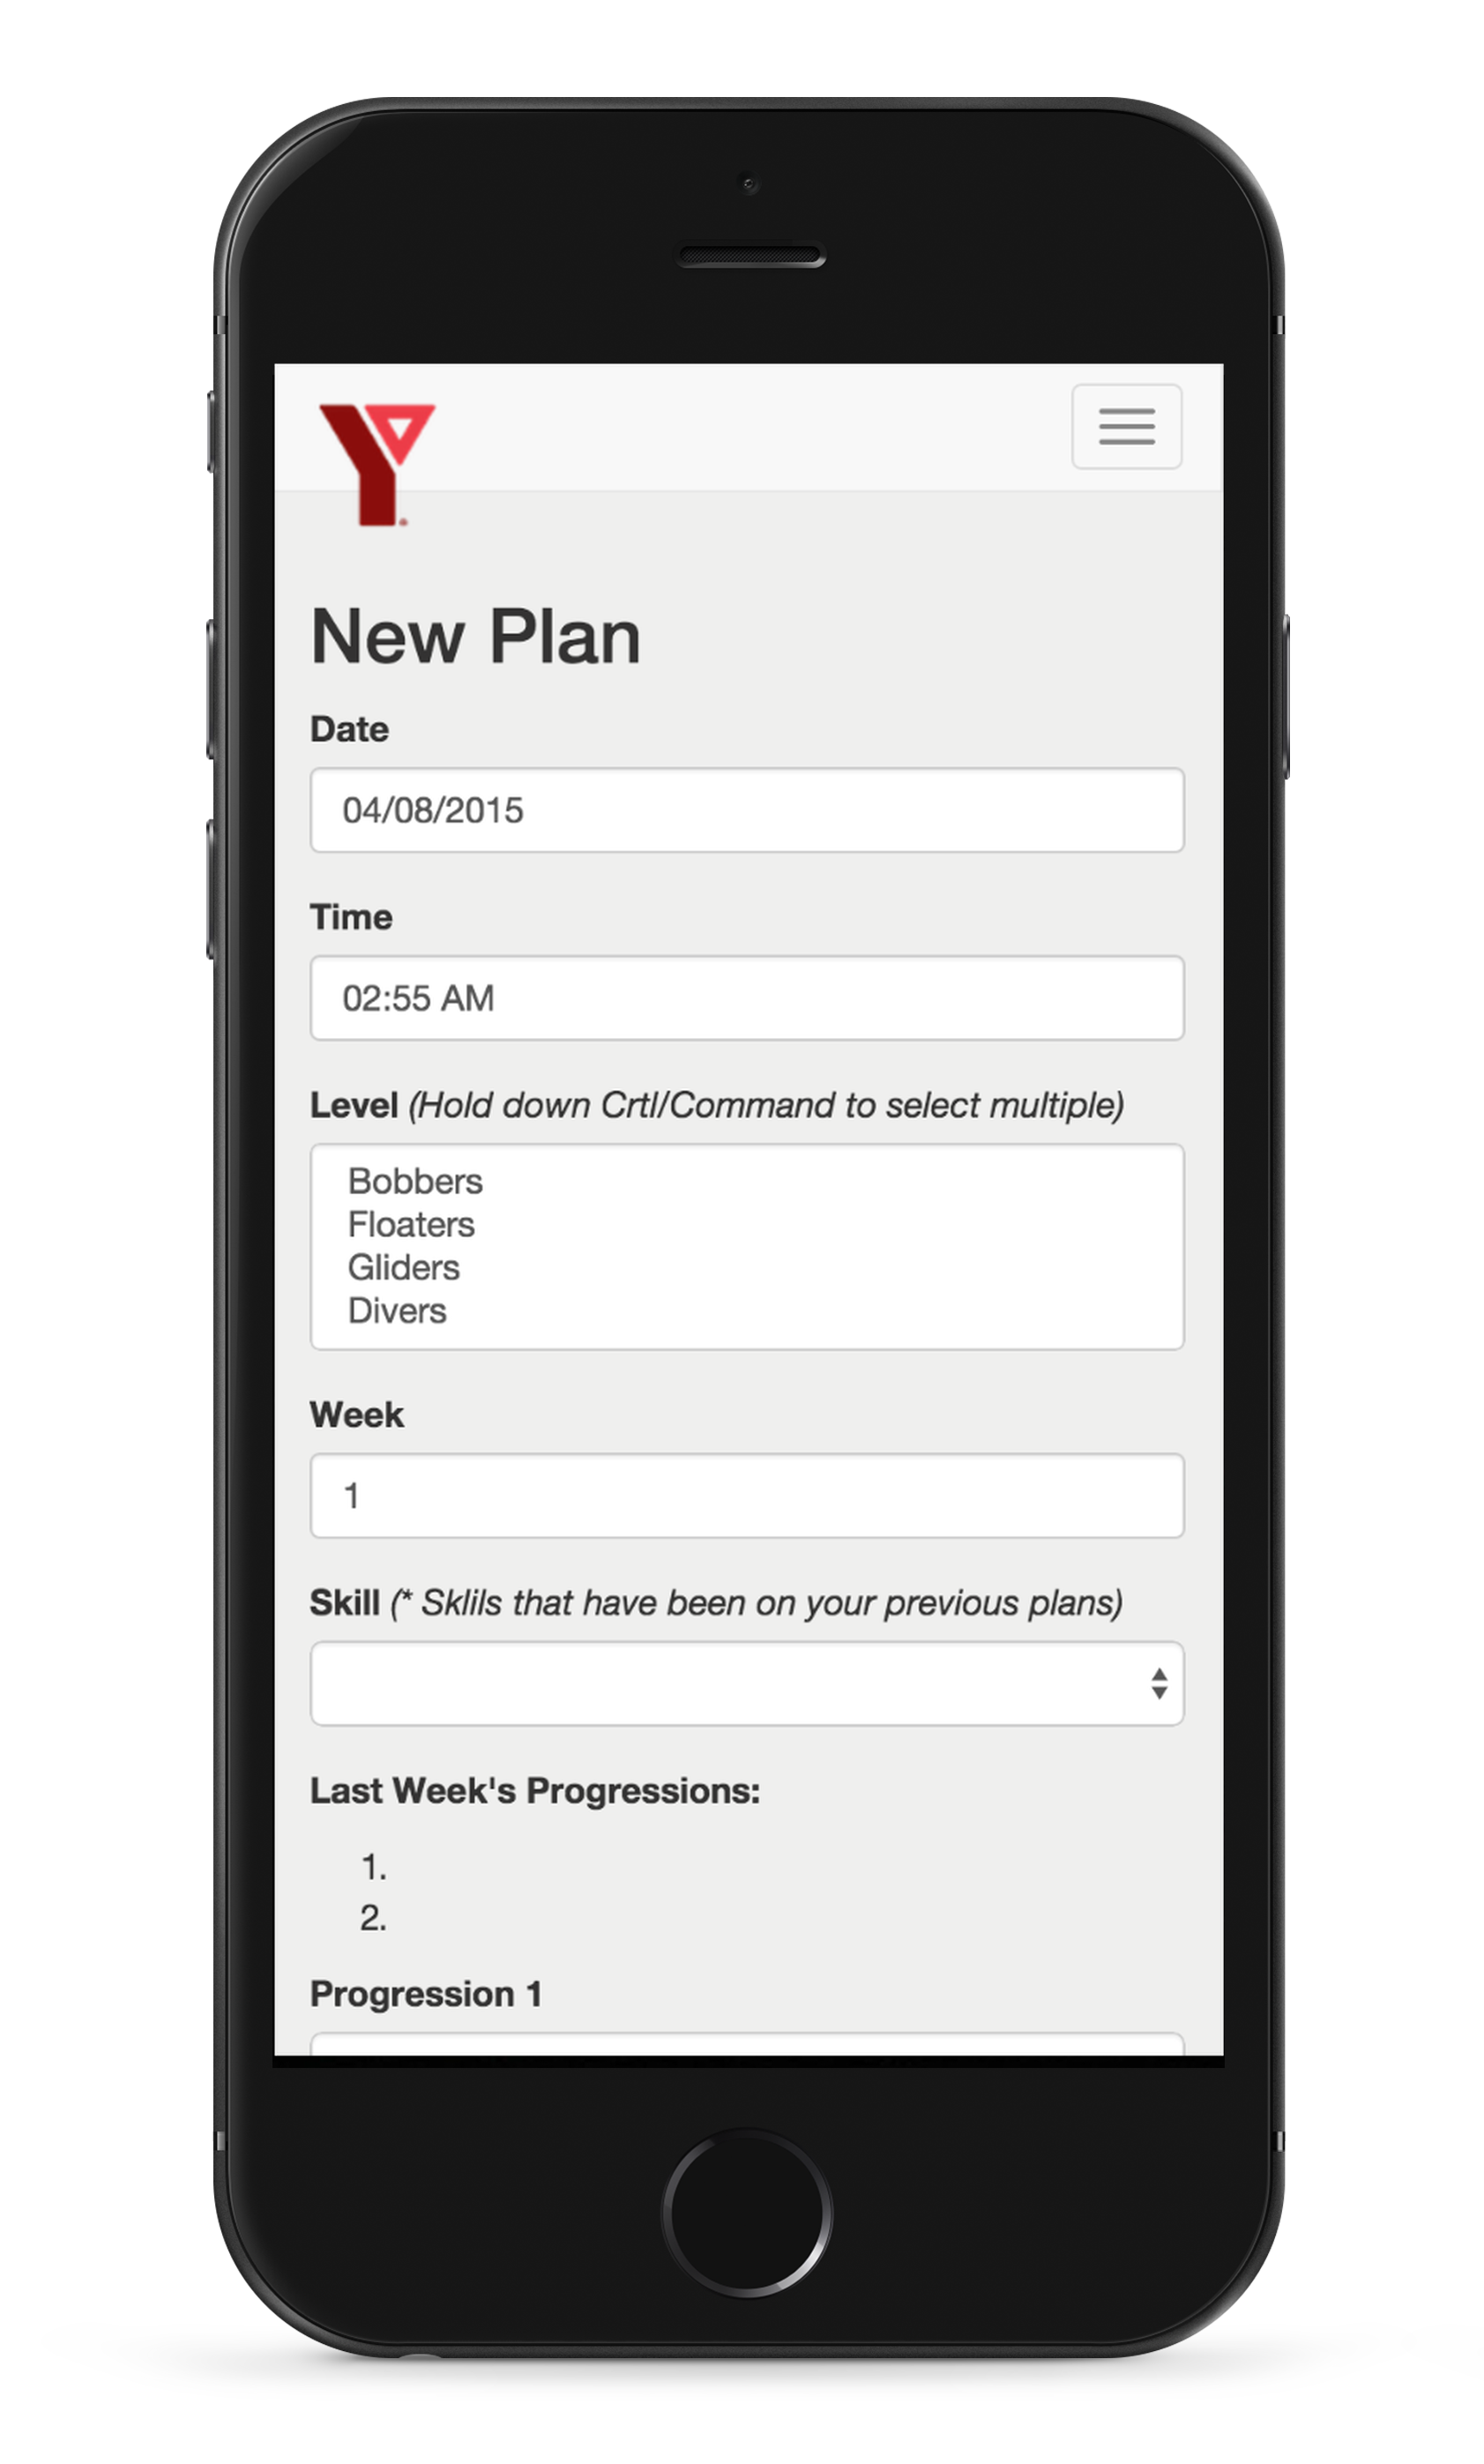 Y
New Plan
Date
04/08/2015
Time
02:55 AM
Level (Hold down Crtl/Command to select multiple)
Bobbers
Floaters
Gliders
Divers
Week
1
Skill (* Sklils that have been on your previous plans)
Last Week's Progressions:
1.
2.
Progression 1